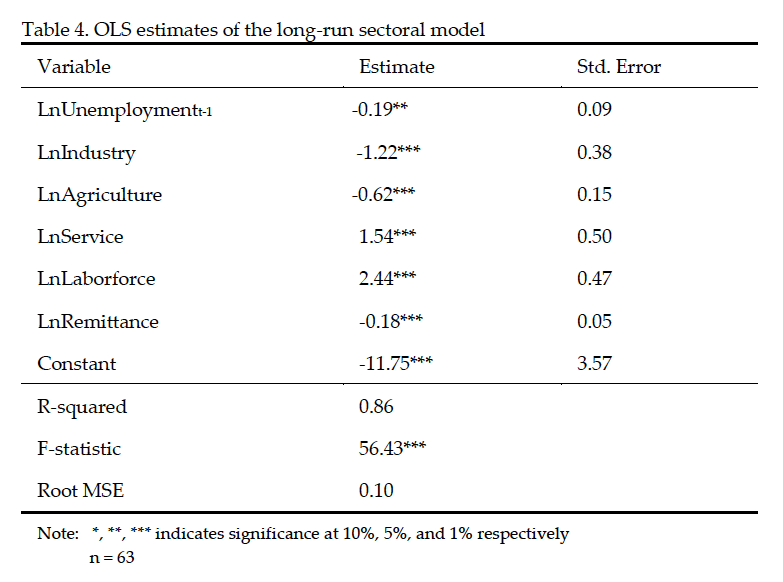 Table 4. OLS estimates of the long-run sectoral model
Variable Estimate Std. Error
LnUnemploymentt-1 -0.19** 0.09
LnIndustry -1.22*** 0.38
LnAgriculture -0.62*** 0.15
LnService 1.54*** 0.50
LnLaborforce 2.44*** 0.47
LnRemittance -0.18*** 0.05
Constant -11.75*** 3.57
R-squared 0.86
F-statistic 56.43***
Root MSE 0.10
Note: *, **, *** indicates significance at 10%, 5%, and 1% respectively
n = 63